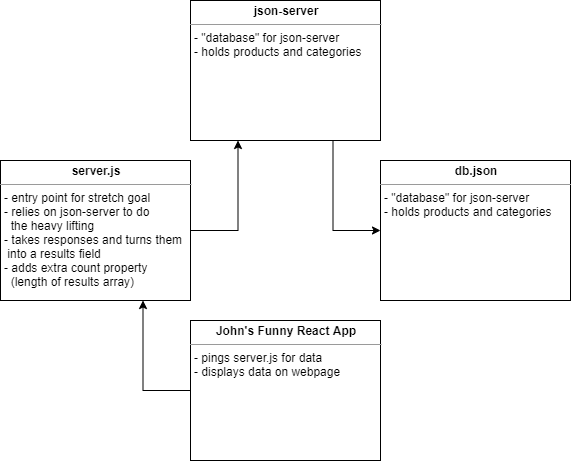 json-server
- "database" for json-server
- holds products and categories
server.js
- entry point for stretch goal
- relies on json-server to do
the heavy lifting
- takes responses and turns them
into a results field
- adds extra count property
(length of results array)
db.json
- "database" for json-server
- holds products and categories
John's Funny React App
- pings server.js for data
- displays data on webpage